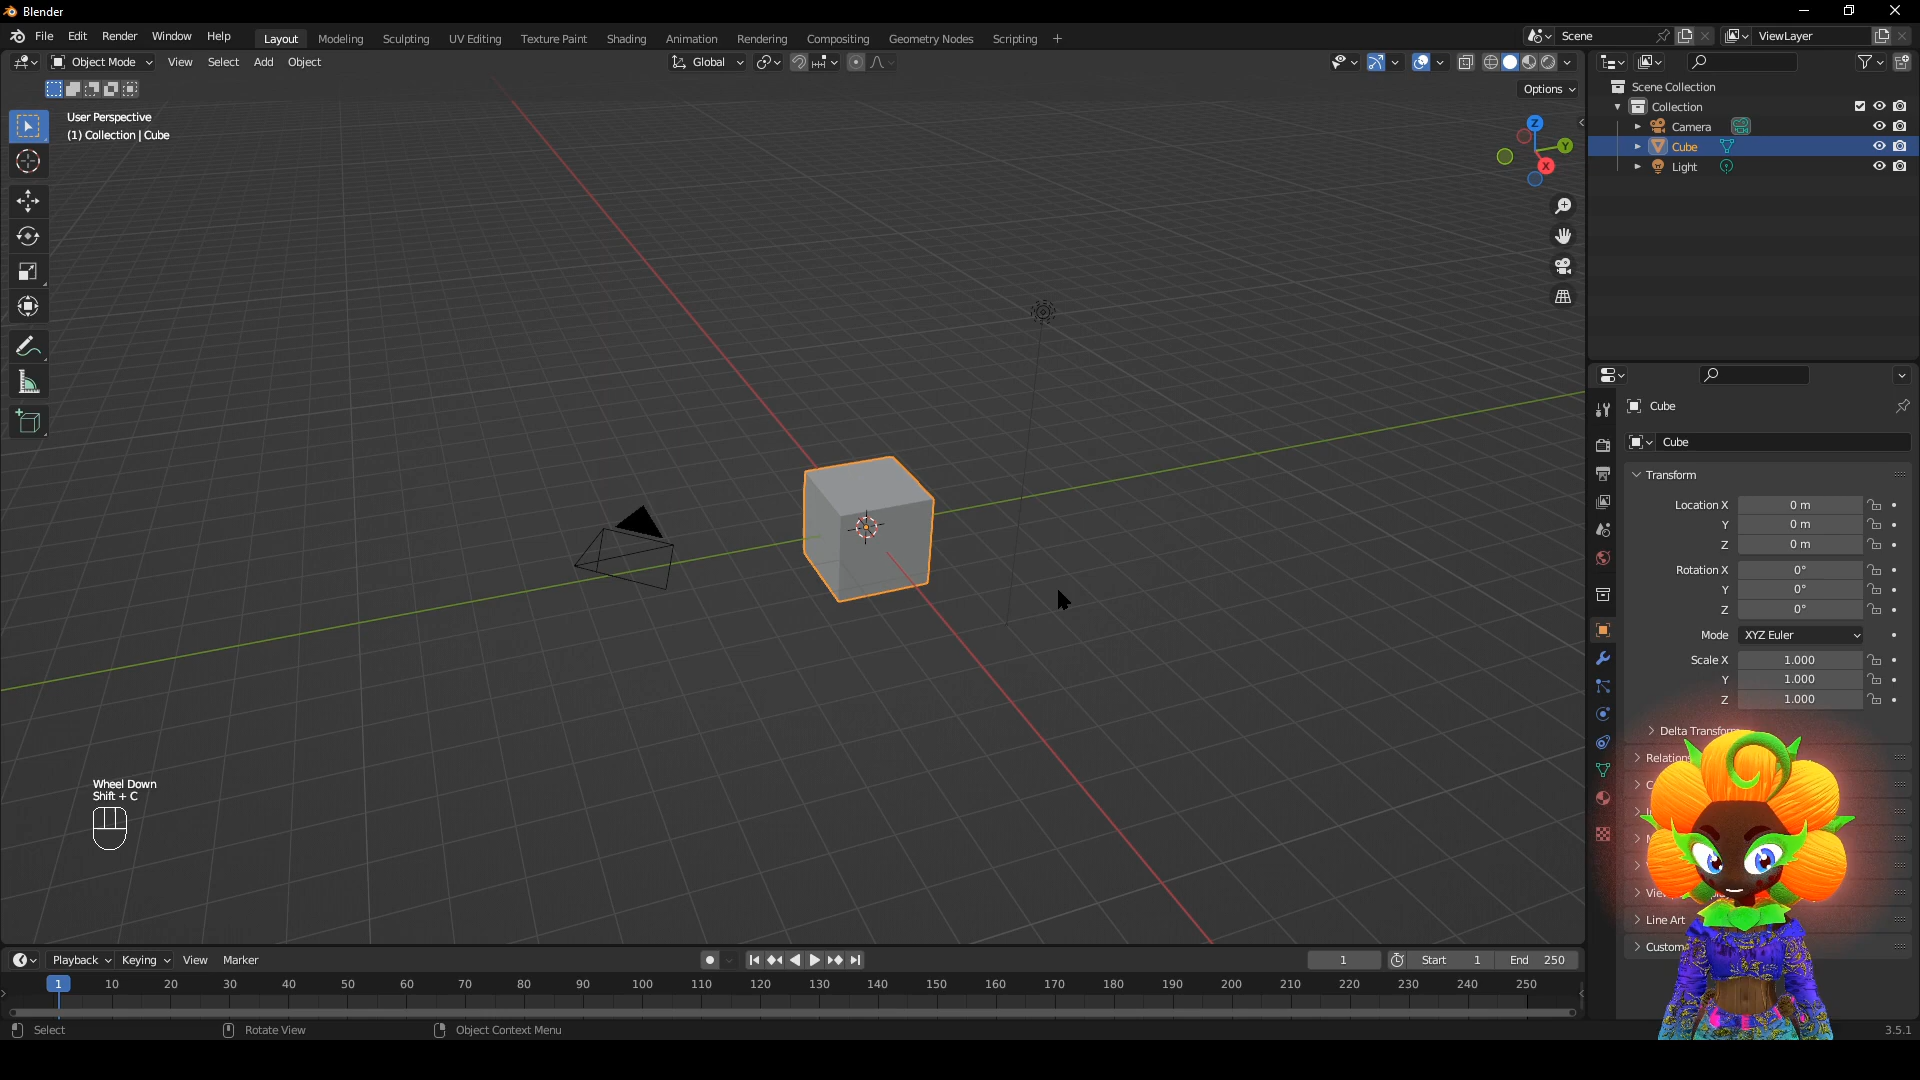 Blender
File Edit Render Window Help
Layout Modeling Sculpting UV Editing Texture Paint Shading Animation Rendering Compositing Geometry Nodes Scripting +
Scene
ViewLayer
Object Mode View Select Add Object
Global
Options
User Perspective
(1) Collection | Cube
Z
Y
X
Scene Collection
Collection
Camera
Cube
Light
Cube
Cube
Transform
Location X 0 m
Y 0 m
Z 0 m
Rotation X 0°
Y 0°
Z 0°
Mode XYZ Euler
Scale X 1.000
Y 1.000
Z 1.000
Delta Transfor
Relation
Line Art
Custom
Wheel Down
Shift + C
Playback Keying View Marker
1
Start 1
End 250
1 10 20 30 40 50 60 70 80 90 100 110 120 130 140 150 160 170 180 190 200 210 220 230 240 250
Select
Rotate View
Object Context Menu
3.5.1